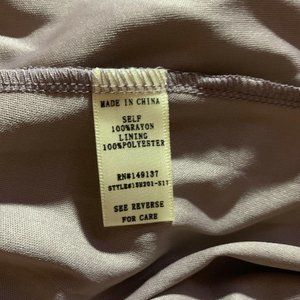 MADE IN CHINA
SELF
100%RAYON
LINING
100%POLYESTER
RN#149137
SEE REVERSE
FOR CARE